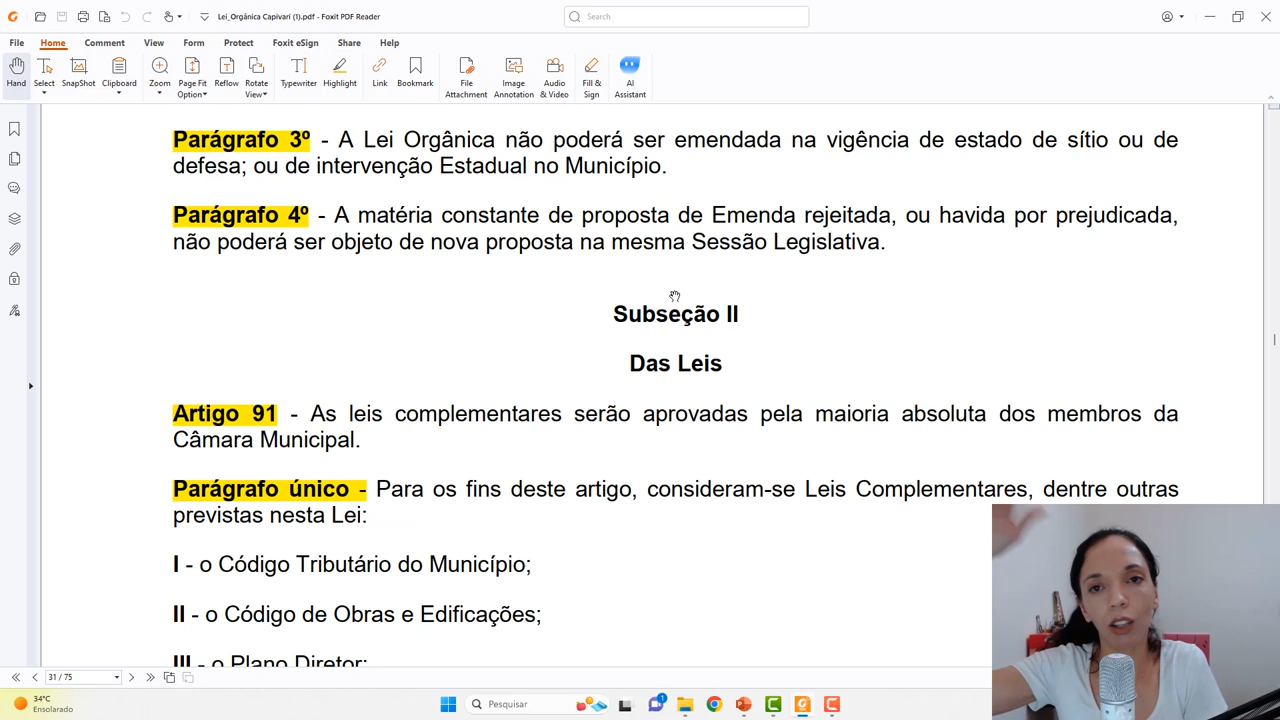 Lei_Orgânica Capivari (1).pdf - Foxit PDF Reader
Search
File Home Comment View Form Protect Foxit eSign Share Help
Hand Select SnapShot Clipboard Zoom Page Fit Option Reflow Rotate View Typewriter Highlight Link Bookmark File Attachment Image Annotation Audio & Video Fill & Sign AI Assistant
Parágrafo 3º - A Lei Orgânica não poderá ser emendada na vigência de estado de sítio ou de
defesa; ou de intervenção Estadual no Município.
Parágrafo 4º - A matéria constante de proposta de Emenda rejeitada, ou havida por prejudicada,
não poderá ser objeto de nova proposta na mesma Sessão Legislativa.
Subseção II
Das Leis
Artigo 91 - As leis complementares serão aprovadas pela maioria absoluta dos membros da
Câmara Municipal.
Parágrafo único - Para os fins deste artigo, consideram-se Leis Complementares, dentre outras
previstas nesta Lei:
I - o Código Tributário do Município;
II - o Código de Obras e Edificações;
III - o Plano Diretor;
31 / 75
34°C
Ensolarado
Pesquisar
1